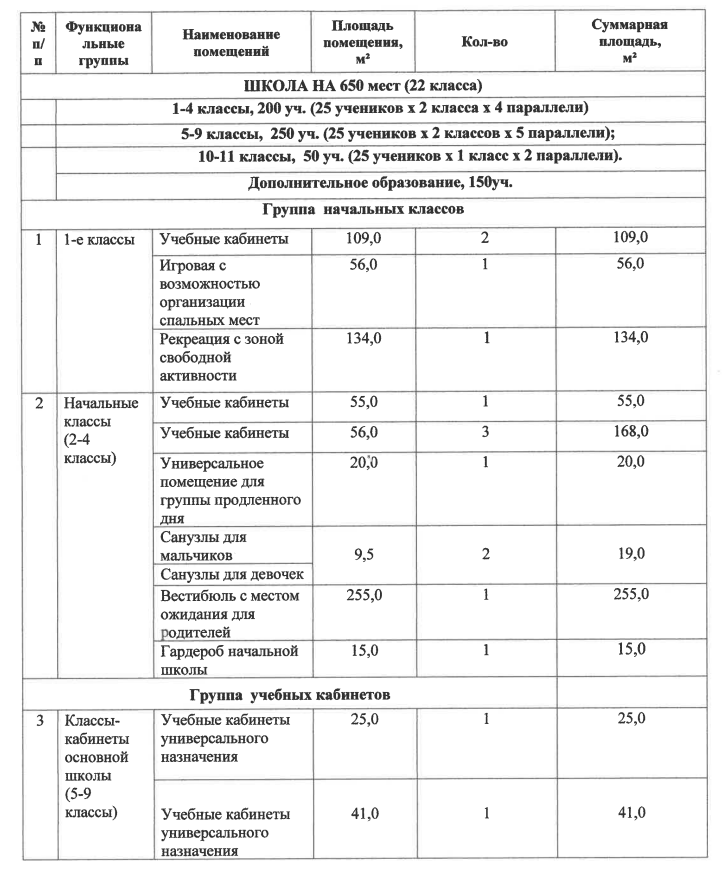 № п/п Функциональные группы Наименование помещений Площадь помещения, м² Кол-во Суммарная площадь, м²
ШКОЛА НА 650 мест (22 класса)
1-4 классы, 200 уч. (25 учеников х 2 класса х 4 параллели)
5-9 классы, 250 уч. (25 учеников х 2 классов х 5 параллели);
10-11 классы, 50 уч. (25 учеников х 1 класс х 2 параллели).
Дополнительное образование, 150уч.
Группа начальных классов
1 1-е классы Учебные кабинеты 109,0 2 109,0
Игровая с 56,0 1 56,0
возможностью
организации
спальных мест
Рекреация с зоной 134,0 1 134,0
свободной
активности
2 Начальные Учебные кабинеты 55,0 1 55,0
классы
(2-4 Учебные кабинеты 56,0 3 168,0
классы)
Универсальное 20,0 1 20,0
помещение для
группы продленного
дня
Санузлы для
мальчиков 9,5 2 19,0
Санузлы для девочек
Вестибюль с местом 255,0 1 255,0
ожидания для
родителей
Гардероб начальной 15,0 1 15,0
школы
Группа учебных кабинетов
3 Классы- Учебные кабинеты 25,0 1 25,0
кабинеты универсального
основной назначения
школы
(5-9
классы) Учебные кабинеты 41,0 1 41,0
универсального
назначения